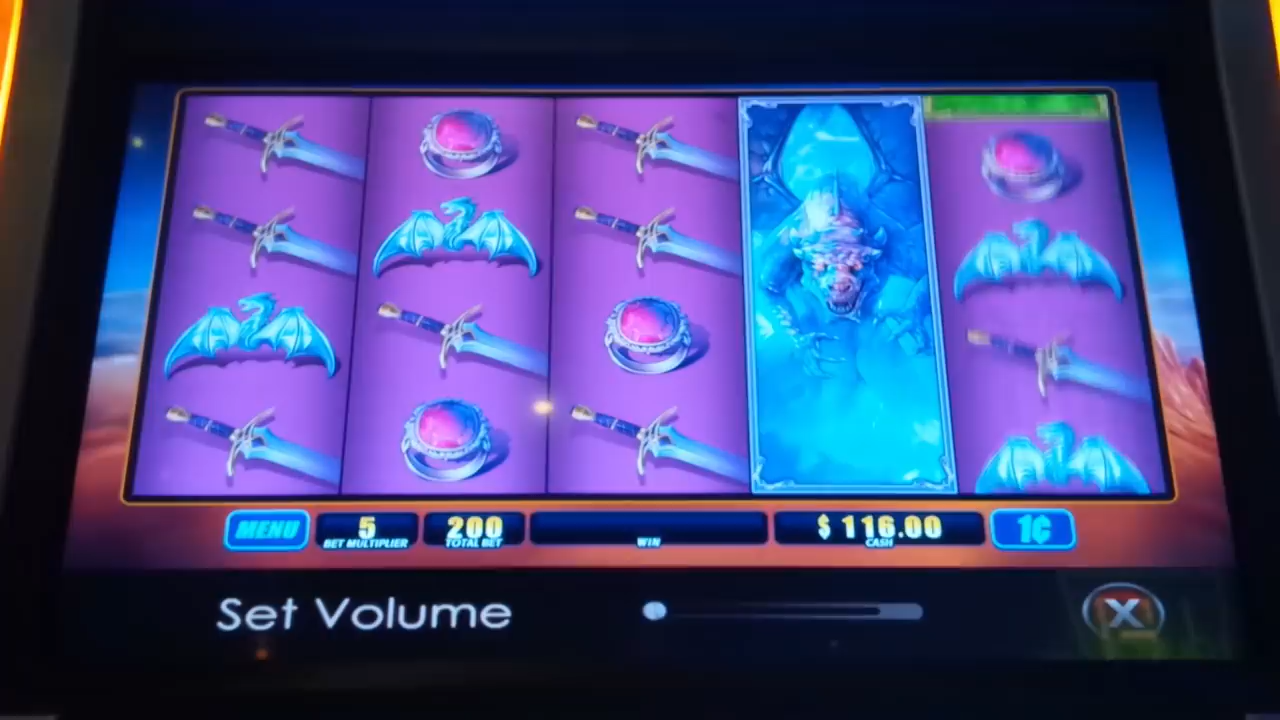 MENU
5
BET MULTIPLIER
200
TOTAL BET
WIN
$ 116.00
CASH
1¢
Set Volume
X